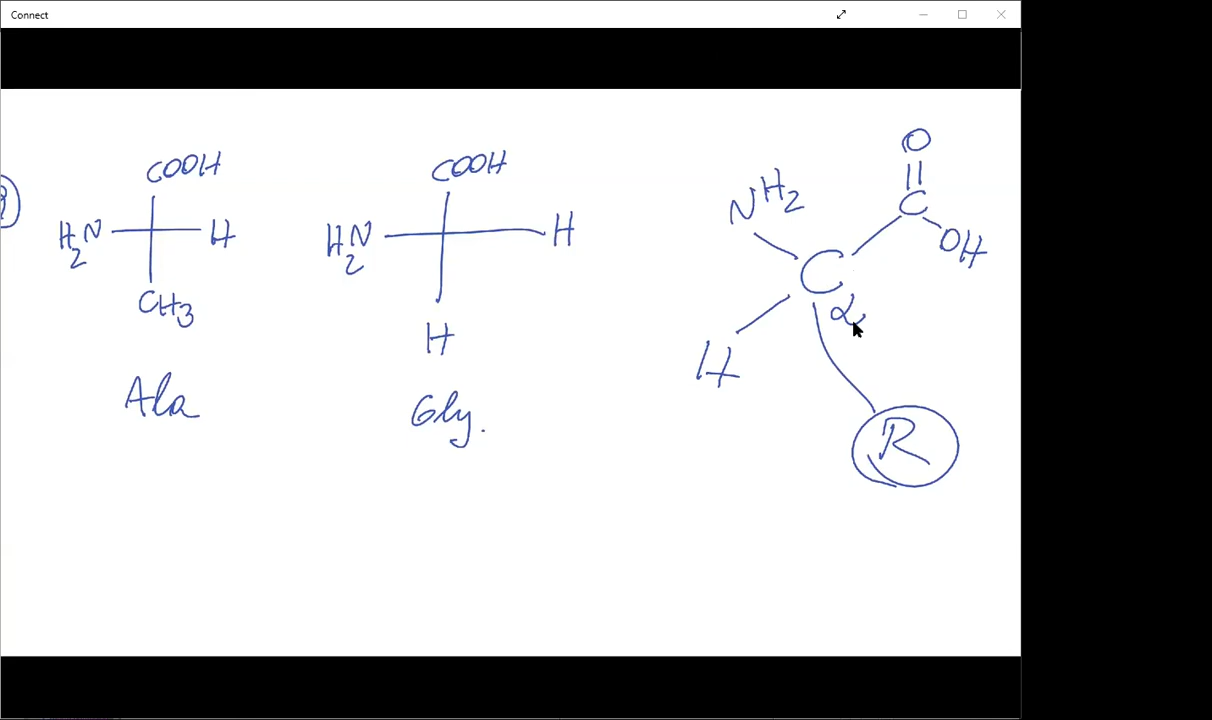 Connect
COOH
H2N
H
CH3
Ala
COOH
H2N
H
H
Gly.
O
NH2
C
OH
C
α
H
R